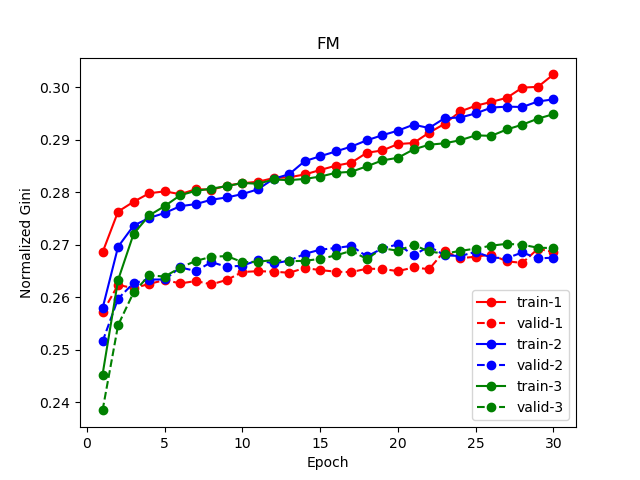 FM
Normalized Gini
0.30
0.29
0.28
0.27
0.26
0.25
0.24
0
5
10
15
20
25
30
Epoch
train-1
valid-1
train-2
valid-2
train-3
valid-3